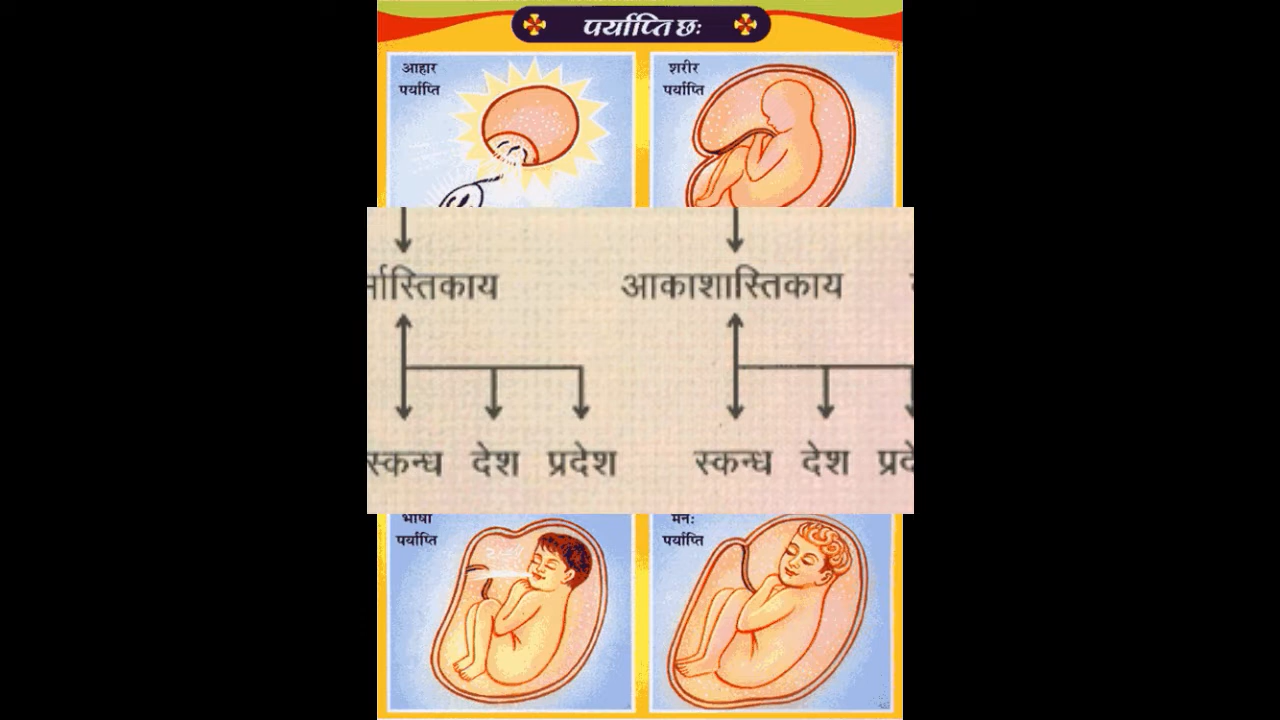 पर्याप्ति छः
आहार
पर्याप्ति
शरीर
पर्याप्ति
आकाशास्तिकाय
स्कन्ध देश प्रदेश
स्कन्ध देश
भाषा
पर्याप्ति
मनः
पर्याप्ति